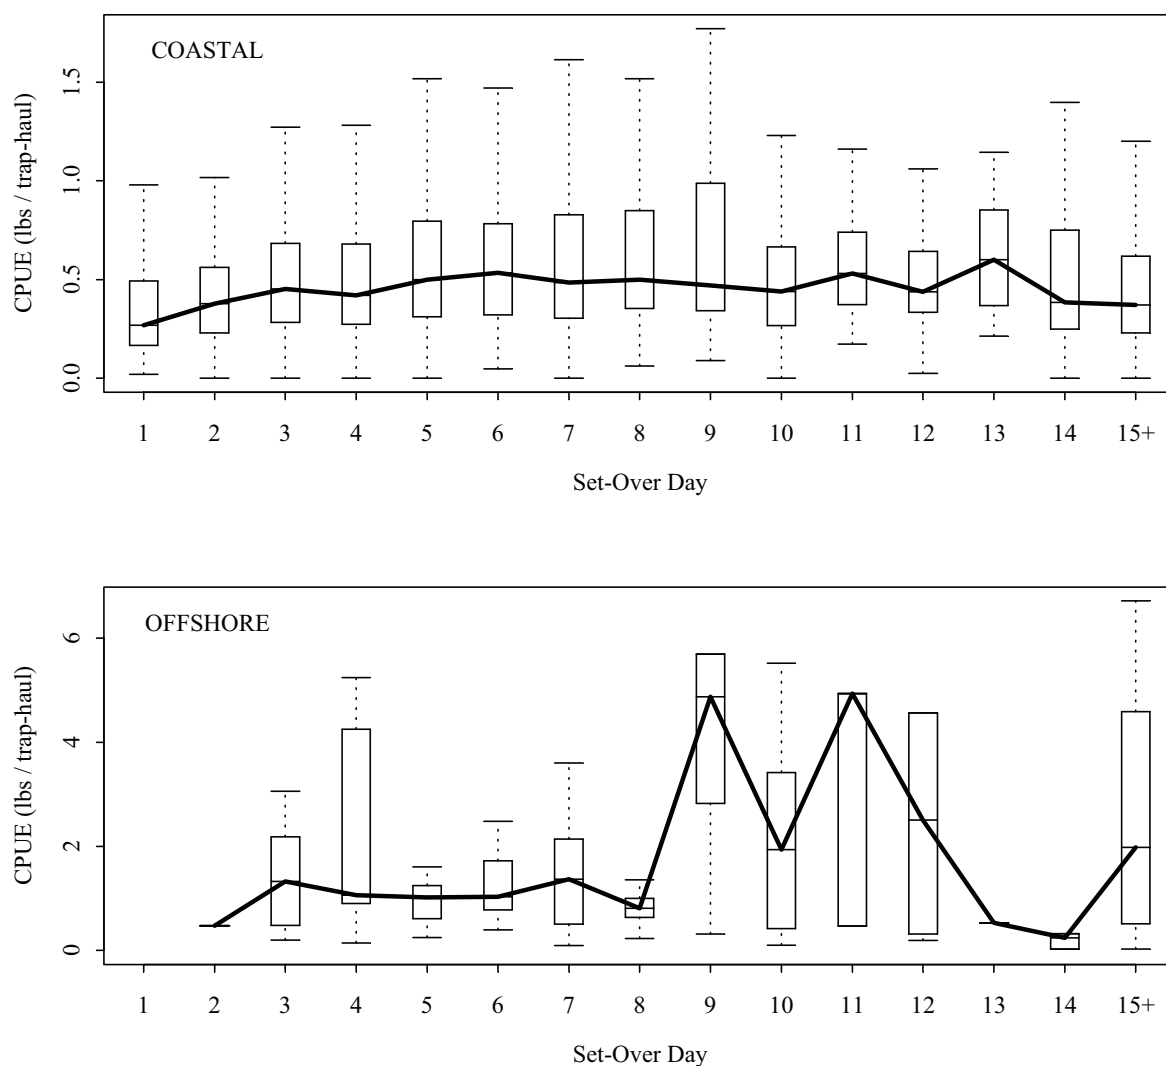 COASTAL
CPUE (lbs / trap-haul)
1.5
1.0
0.5
0.0
1 2 3 4 5 6 7 8 9 10 11 12 13 14 15+
Set-Over Day
OFFSHORE
CPUE (lbs / trap-haul)
6
4
2
0
1 2 3 4 5 6 7 8 9 10 11 12 13 14 15+
Set-Over Day